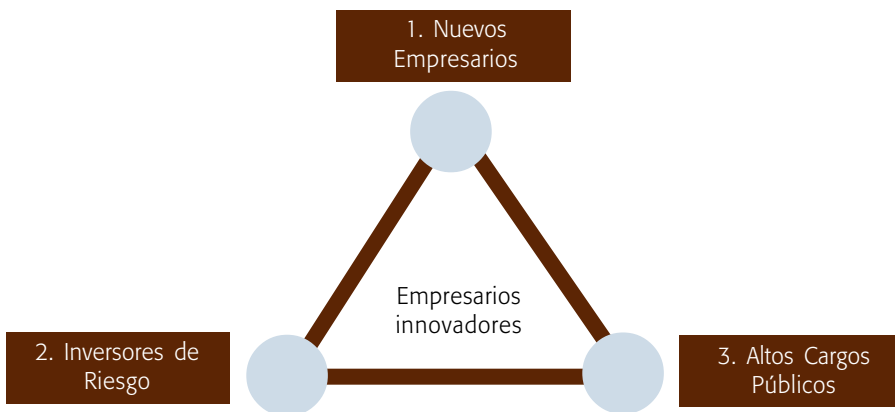 1. Nuevos
Empresarios
Empresarios
innovadores
2. Inversores de
Riesgo
3. Altos Cargos
Públicos